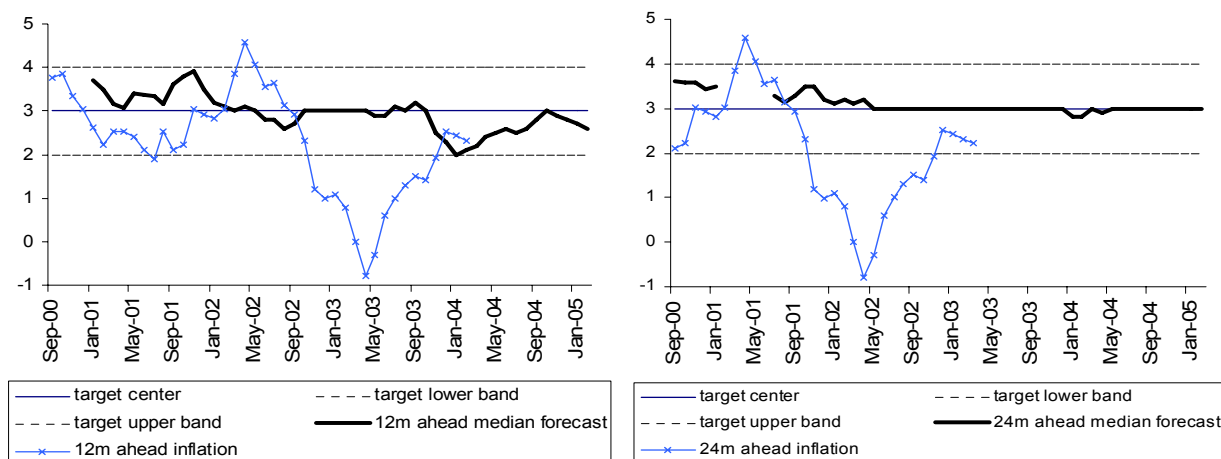 5
4
3
2
1
0
-1
Sep-00
Jan-01
May-01
Sep-01
Jan-02
May-02
Sep-02
Jan-03
May-03
Sep-03
Jan-04
May-04
Sep-04
Jan-05
target center
target lower band
target upper band
12m ahead median forecast
12m ahead inflation
5
4
3
2
1
0
-1
Sep-00
Jan-01
May-01
Sep-01
Jan-02
May-02
Sep-02
Jan-03
May-03
Sep-03
Jan-04
May-04
Sep-04
Jan-05
target center
target lower band
target upper band
24m ahead median forecast
24m ahead inflation